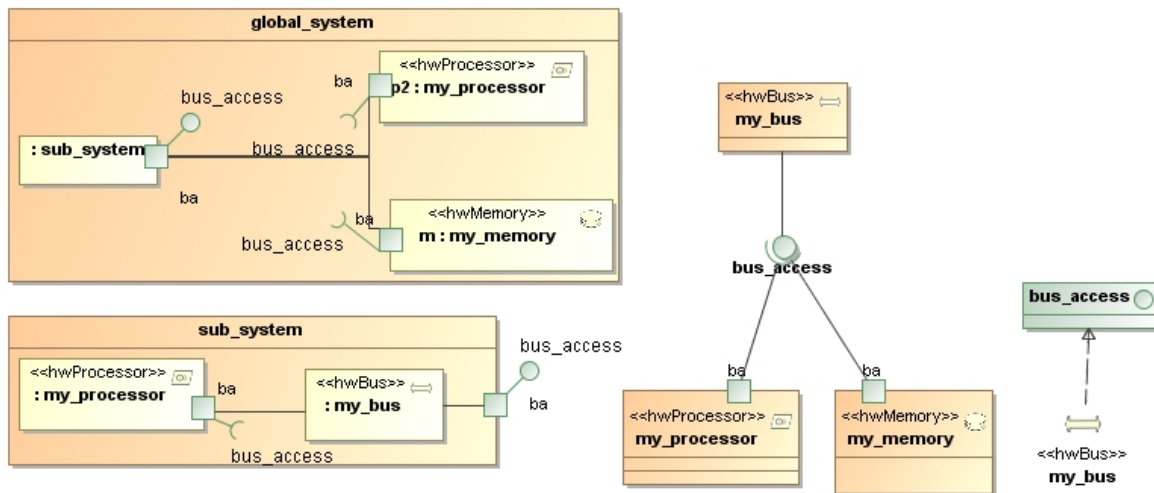 global_system
<<hwProcessor>>
p2 : my_processor
ba
bus_access
: sub_system
bus_access
ba
<<hwMemory>>
m : my_memory
ba
bus_access
sub_system
<<hwProcessor>>
: my_processor
ba
bus_access
<<hwBus>>
: my_bus
bus_access
ba
<<hwBus>>
my_bus
bus_access
ba
<<hwProcessor>>
my_processor
ba
<<hwMemory>>
my_memory
bus_access
<<hwBus>>
my_bus